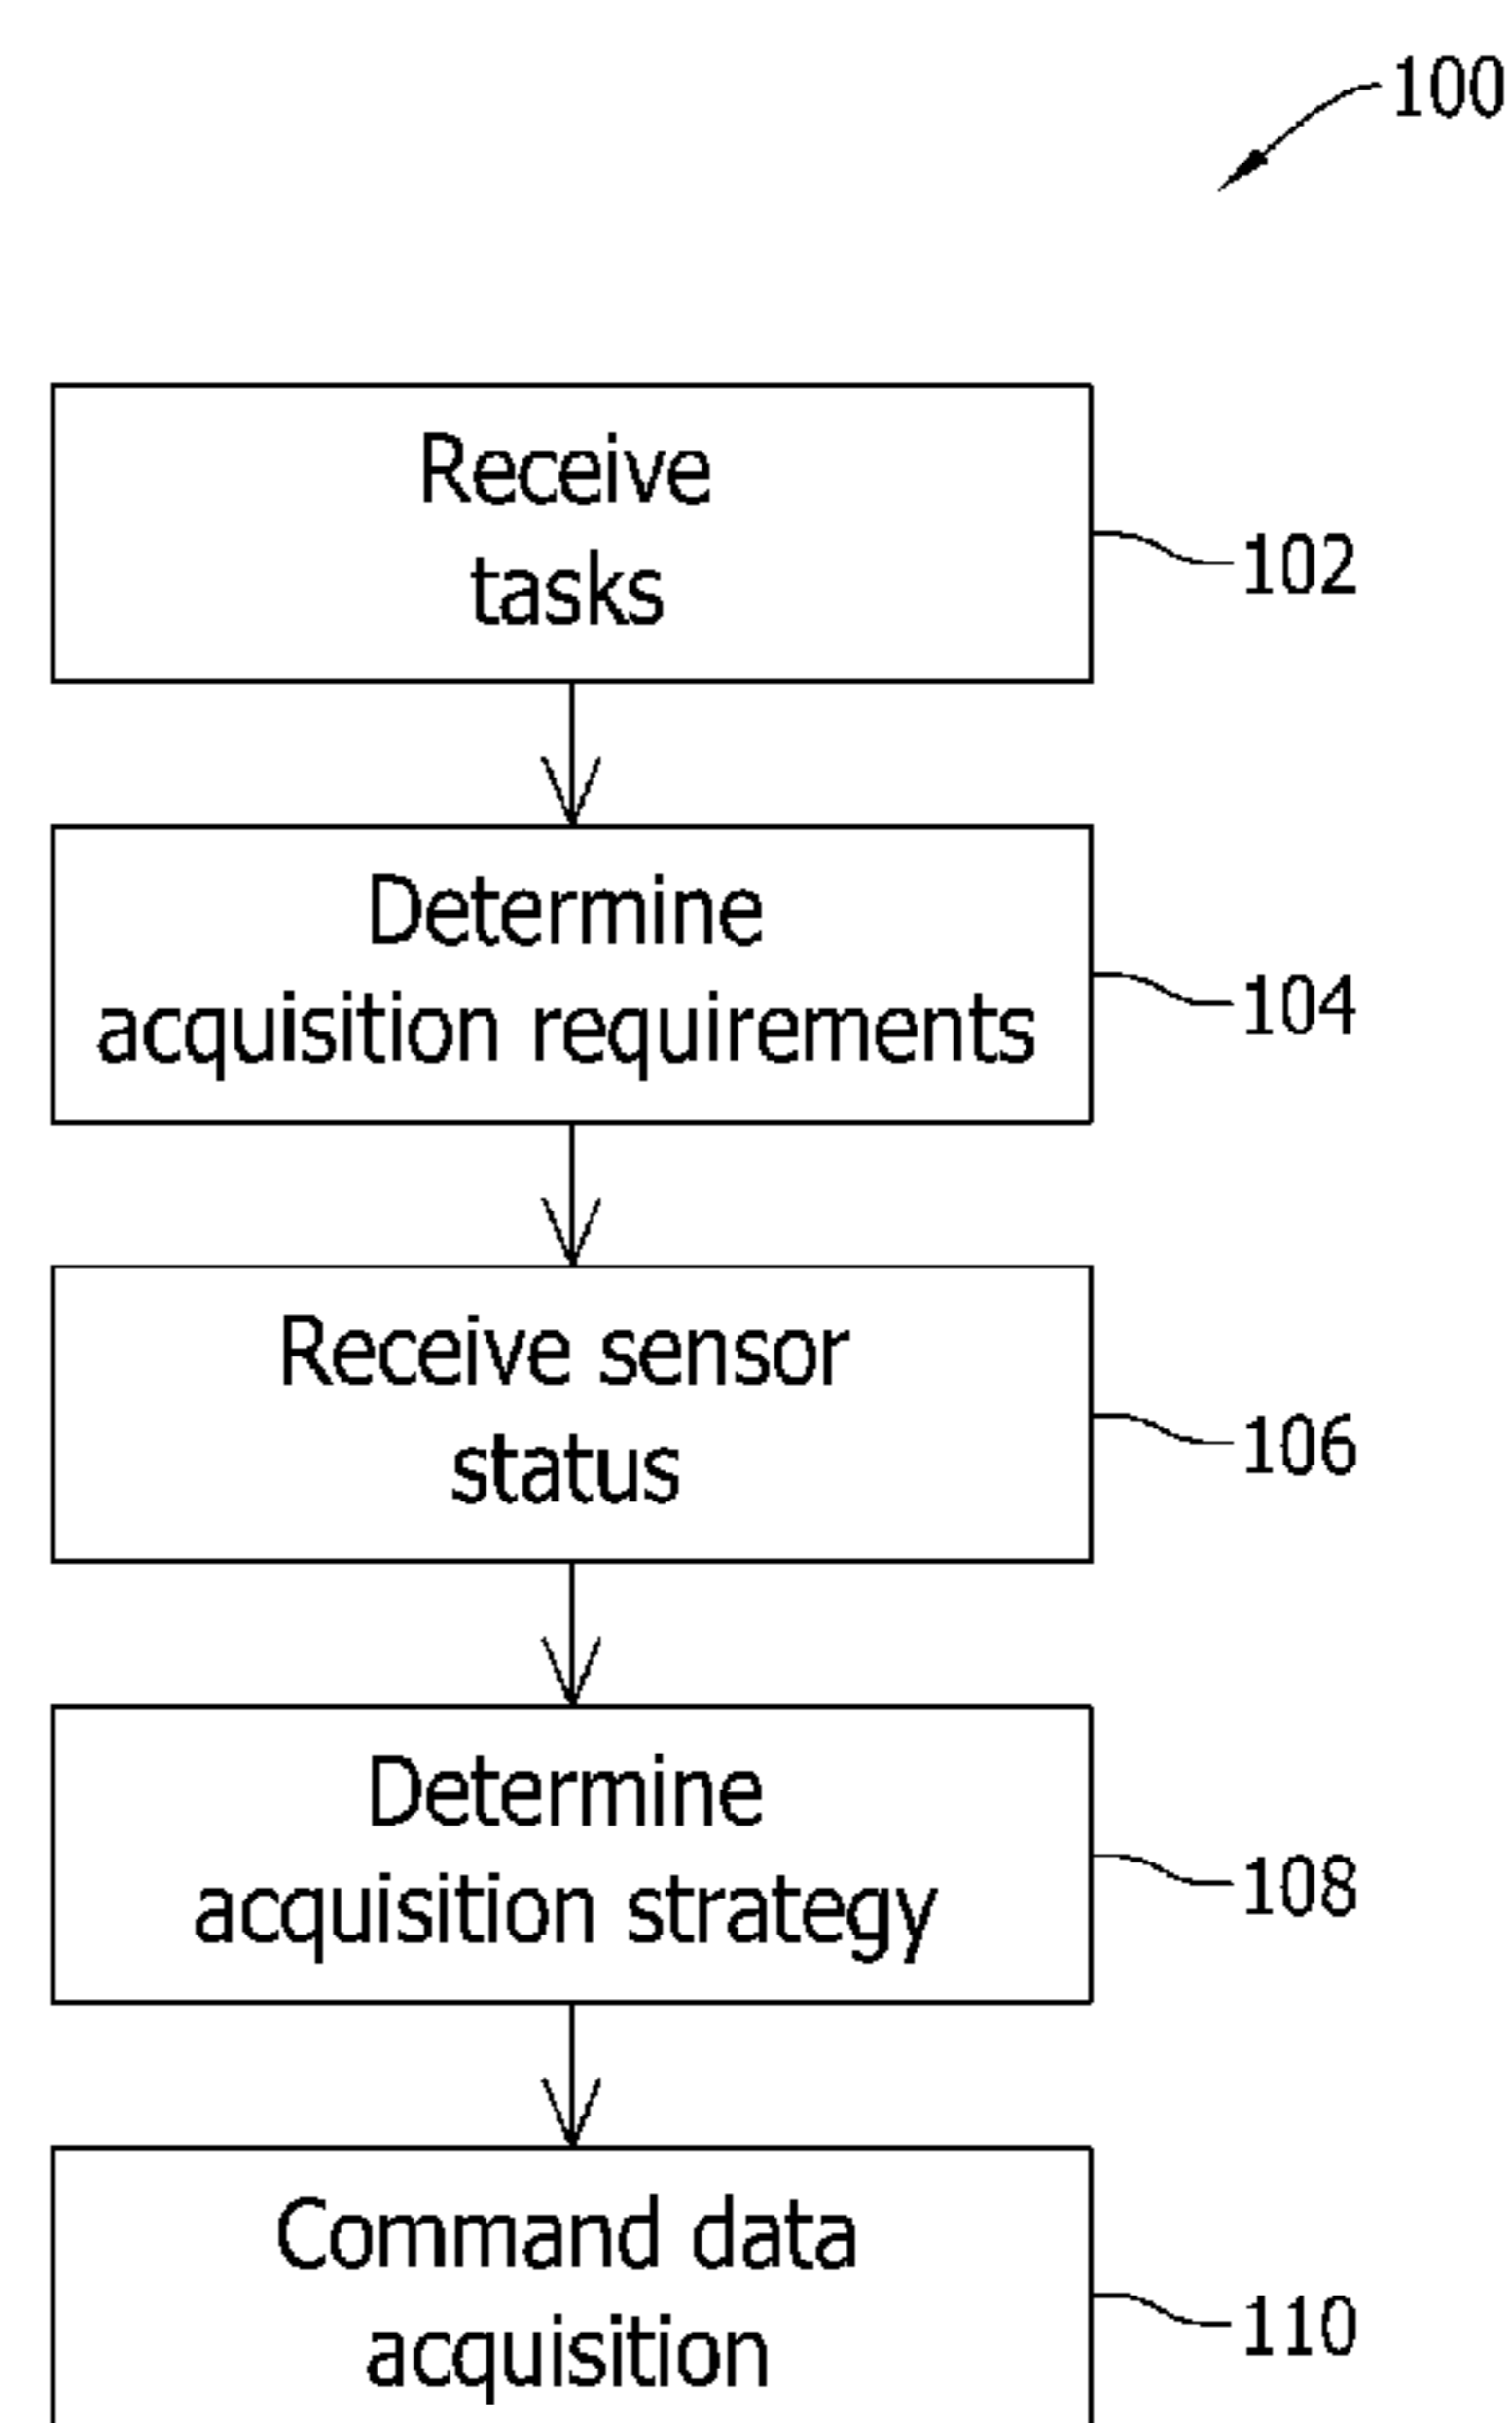 100
Receive
tasks
102
Determine
acquisition requirements
104
Receive sensor
status
106
Determine
acquisition strategy
108
Command data
acquisition
110